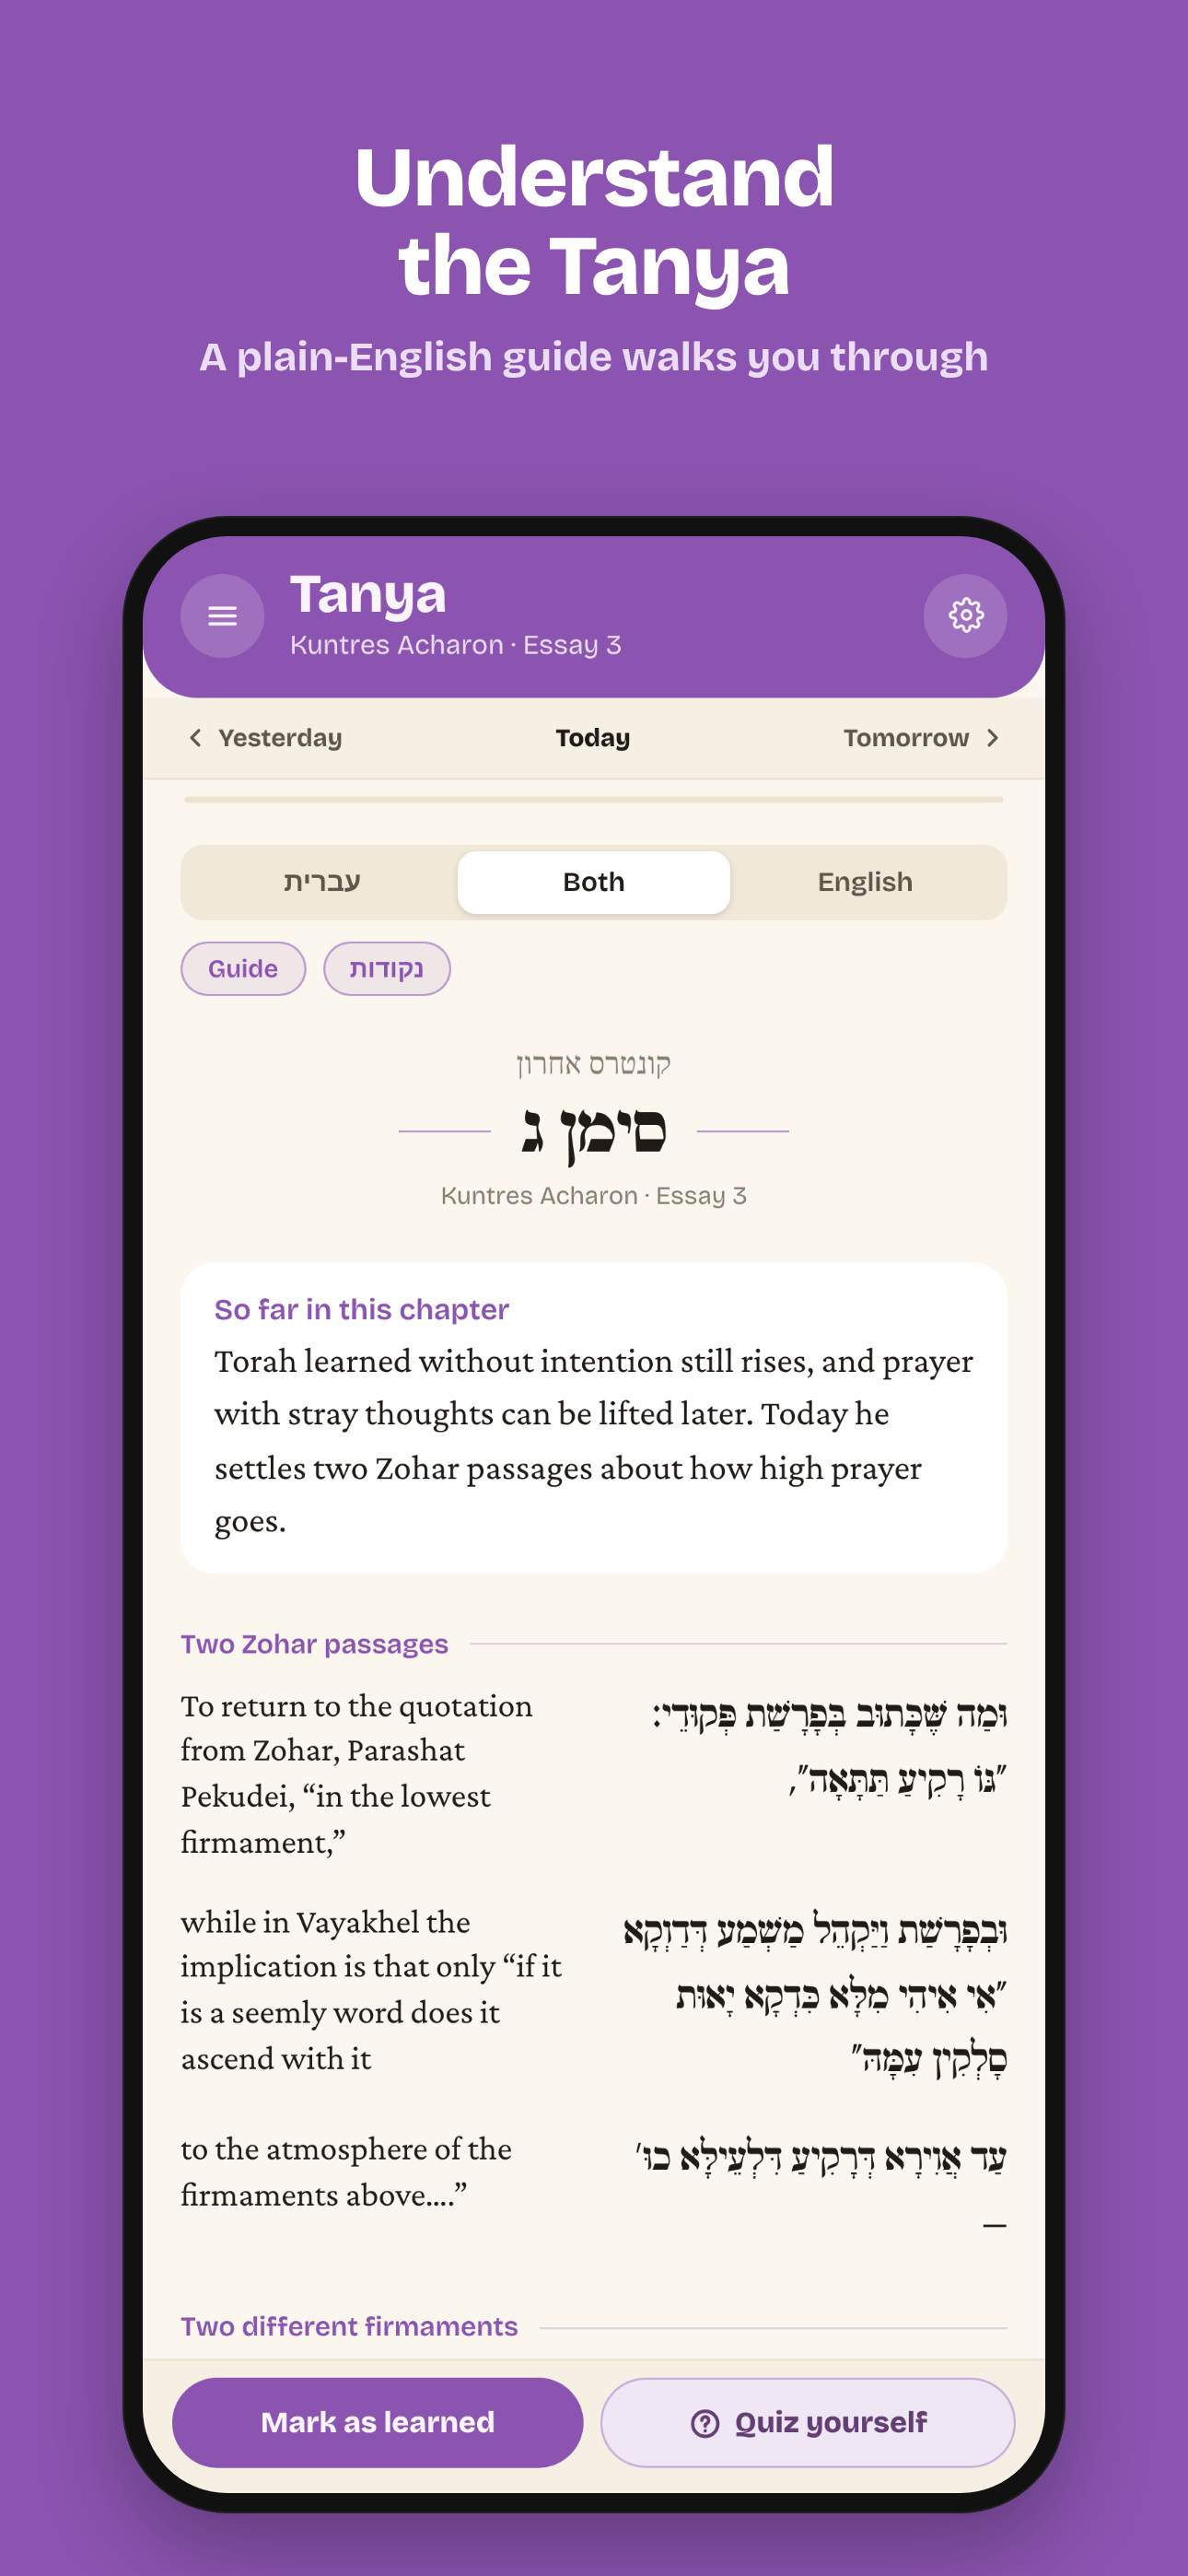 Understand
the Tanya
A plain-English guide walks you through
Tanya
Kuntres Acharon · Essay 3
Yesterday
Today
Tomorrow
עברית
Both
English
Guide
נקודות
קונטרס אחרון
סימן ג
Kuntres Acharon · Essay 3
So far in this chapter
Torah learned without intention still rises, and prayer
with stray thoughts can be lifted later. Today he
settles two Zohar passages about how high prayer
goes.
Two Zohar passages
To return to the quotation
from Zohar, Parashat
Pekudei, “in the lowest
firmament,”
וּמַה שֶּׁכָּתוּב בְּפָרָשַׁת פְּקוּדֵי:
"גּוֹ רָקִיעַ תַּתָּאָה",
while in Vayakhel the
implication is that only “if it
is a seemly word does it
ascend with it
וּבְפָרָשַׁת וַיַּקְהֵל מַשְׁמַע דְּדַוְקָא
"אִי אִיהִי מִלָּא כִּדְקָא יָאוּת
סָלְקִין עִמָּהּ"
to the atmosphere of the
firmaments above....”
עַד אֲוִירָא דְּרָקִיעַ דִּלְעֵילָּא כוּ'
—
Two different firmaments
Mark as learned
Quiz yourself